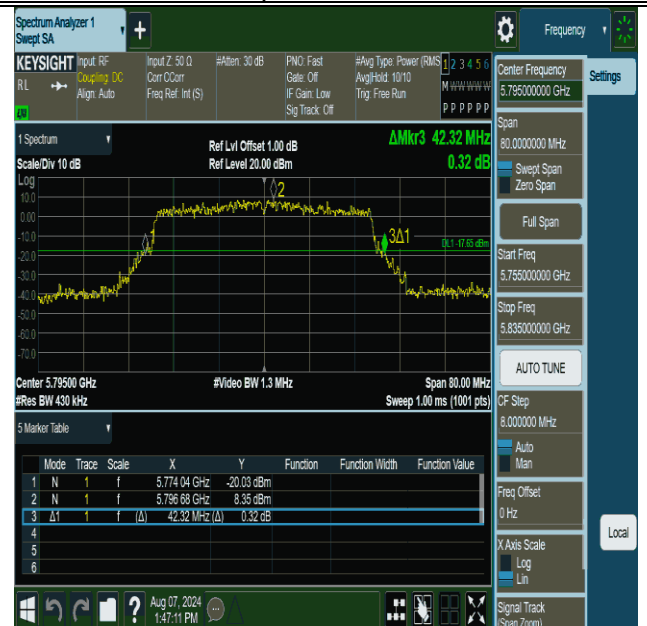 Spectrum Analyzer 1
Swept SA
Frequency
KEYSIGHT
RL
Input: RF
Coupling: DC
Align: Auto
Input Z: 50 Ω
Corr CCorr
Freq Ref: Int (S)
#Atten: 30 dB
PNO: Fast
Gate: Off
IF Gain: Low
Sig Track: Off
#Avg Type: Power (RMS
Avg|Hold: 10/10
Trig: Free Run
1 2 3 4 5 6
M W W W W W
P P P P P P
Center Frequency
5.795000000 GHz
Settings
Span
80.0000000 MHz
Swept Span
Zero Span
Full Span
Start Freq
5.755000000 GHz
Stop Freq
5.835000000 GHz
AUTO TUNE
CF Step
8.000000 MHz
Auto
Man
Freq Offset
0 Hz
X Axis Scale
Log
Lin
Signal Track
(Span Zoom)
Local
1 Spectrum
Scale/Div 10 dB
Ref Lvl Offset 1.00 dB
Ref Level 20.00 dBm
ΔMkr3 42.32 MHz
0.32 dB
Log
10.0
0.00
-10.0
-20.0
-30.0
-40.0
-50.0
-60.0
-70.0
1
2
3Δ1
DL1 -17.65 dBm
Center 5.79500 GHz
#Video BW 1.3 MHz
Span 80.00 MHz
#Res BW 430 kHz
Sweep 1.00 ms (1001 pts)
5 Marker Table
Mode Trace Scale X Y Function Function Width Function Value
1 N 1 f 5.774 04 GHz -20.03 dBm
2 N 1 f 5.796 68 GHz 8.35 dBm
3 Δ1 1 f (Δ) 42.32 MHz (Δ) 0.32 dB
4
5
6
?
Aug 07, 2024
1:47:11 PM